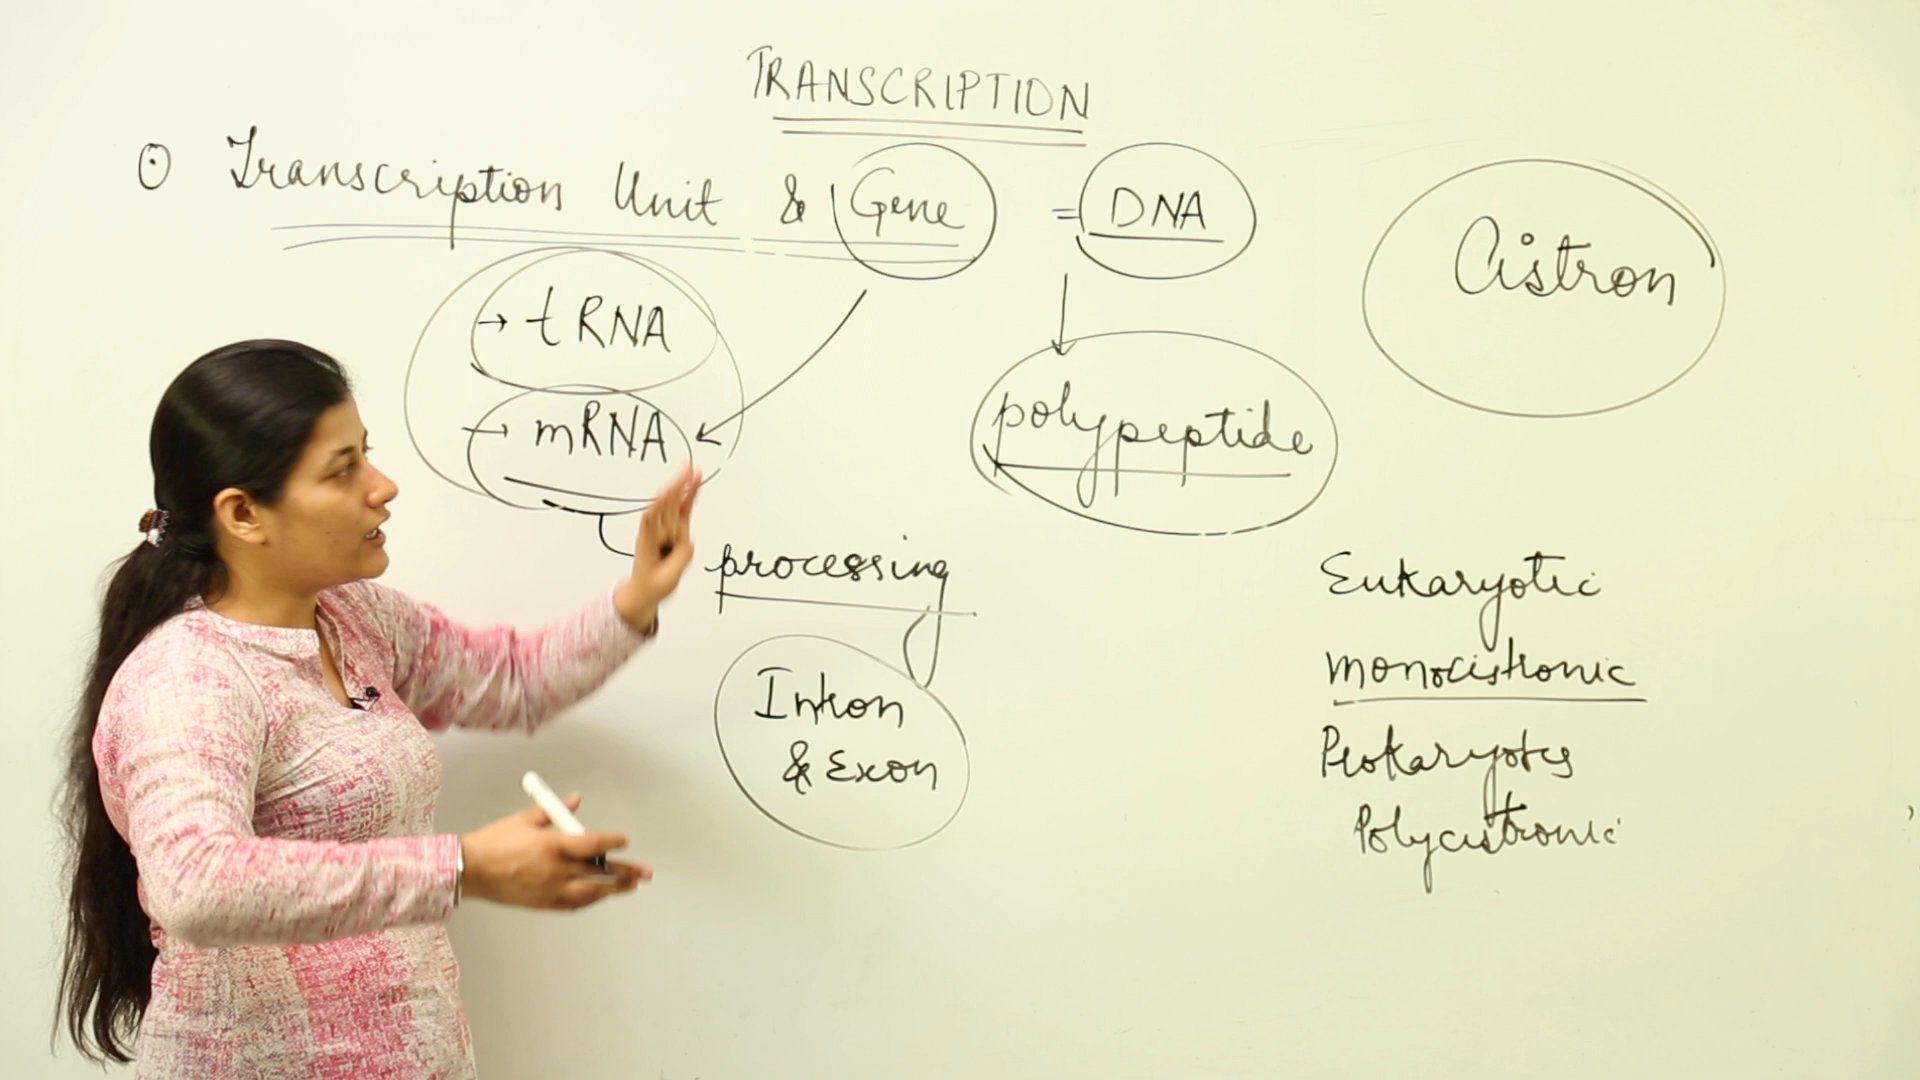 TRANSCRIPTION
⊙ Transcription Unit & Gene = DNA
Cistron
→ tRNA
→ mRNA
polypeptide
processing
Intron
& Exon
Eukaryotic
monocistronic
Prokaryotes
Polycistronic